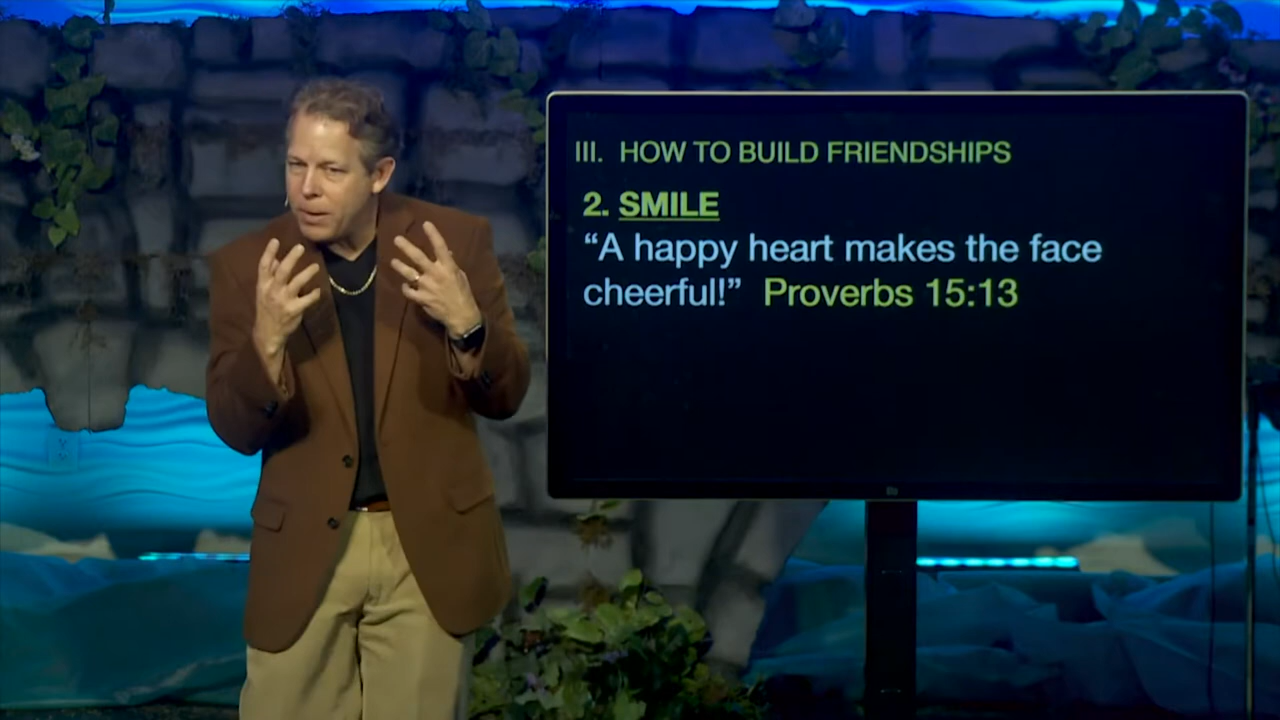 III. HOW TO BUILD FRIENDSHIPS
2. SMILE
“A happy heart makes the face
cheerful!” Proverbs 15:13